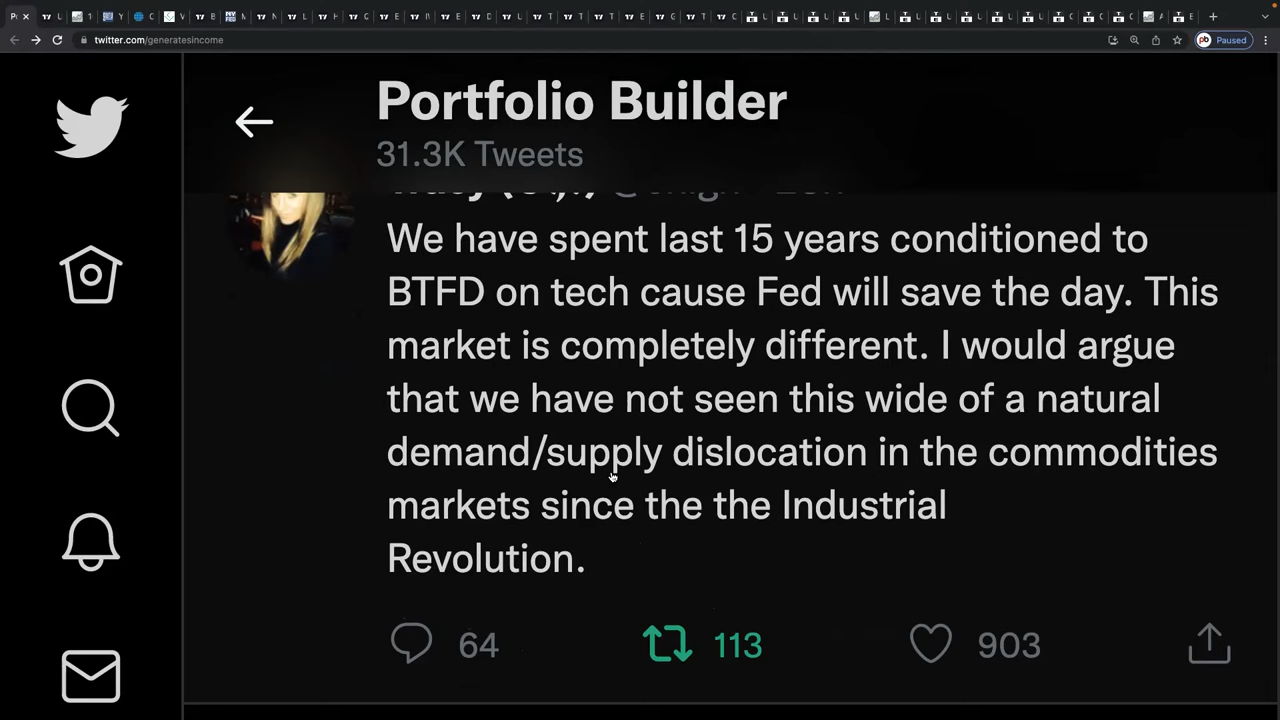 twitter.com/generatesincome
Paused
Portfolio Builder
31.3K Tweets
We have spent last 15 years conditioned to
BTFD on tech cause Fed will save the day. This
market is completely different. I would argue
that we have not seen this wide of a natural
demand/supply dislocation in the commodities
markets since the the Industrial
Revolution.
64
113
903